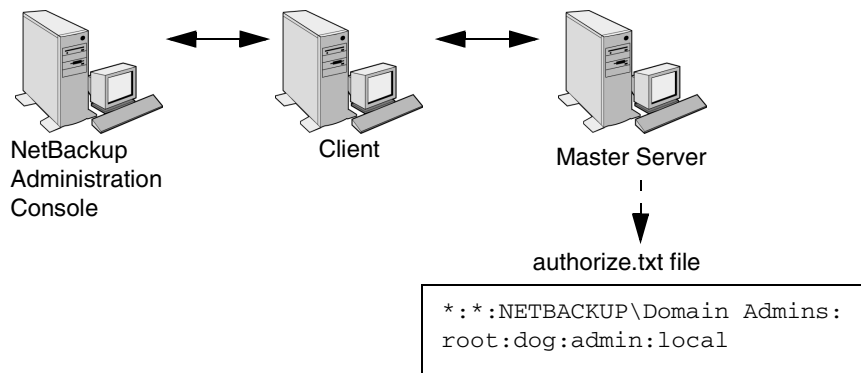 NetBackup
Administration
Console
Client
Master Server
authorize.txt file
*:*:NETBACKUP\Domain Admins:
root:dog:admin:local